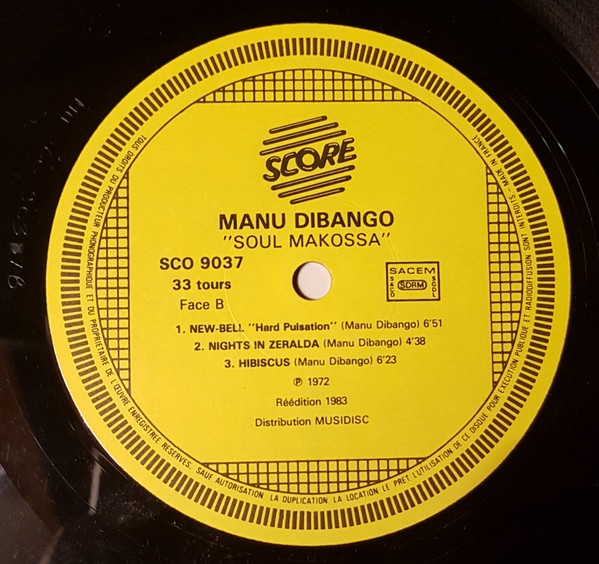 SCORE
MANU DIBANGO
"SOUL MAKOSSA"
SCO 9037
33 tours
Face B
SACEM
SACD
SDRM
SGDL
1. NEW-BELL "Hard Pulsation" (Manu Dibango) 6'51
2. NIGHTS IN ZERALDA (Manu Dibango) 4'38
3. HIBISCUS (Manu Dibango) 6'23
℗ 1972
Réédition 1983
Distribution MUSIDISC
TOUS DROITS DU PRODUCTEUR PHONOGRAPHIQUE ET DU PROPRIETAIRE DE L'ŒUVRE ENREGISTREE RESERVES. SAUF AUTORISATION, LA DUPLICATION, LA LOCATION, LE PRET, L'UTILISATION DE CE DISQUE POUR EXECUTION PUBLIQUE ET RADIODIFFUSION SONT INTERDITS - MADE IN FRANCE